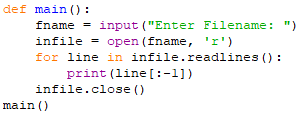 def main():
    fname = input("Enter Filename: ")
    infile = open(fname, 'r')
    for line in infile.readlines():
        print(line[:-1])
    infile.close()
main()